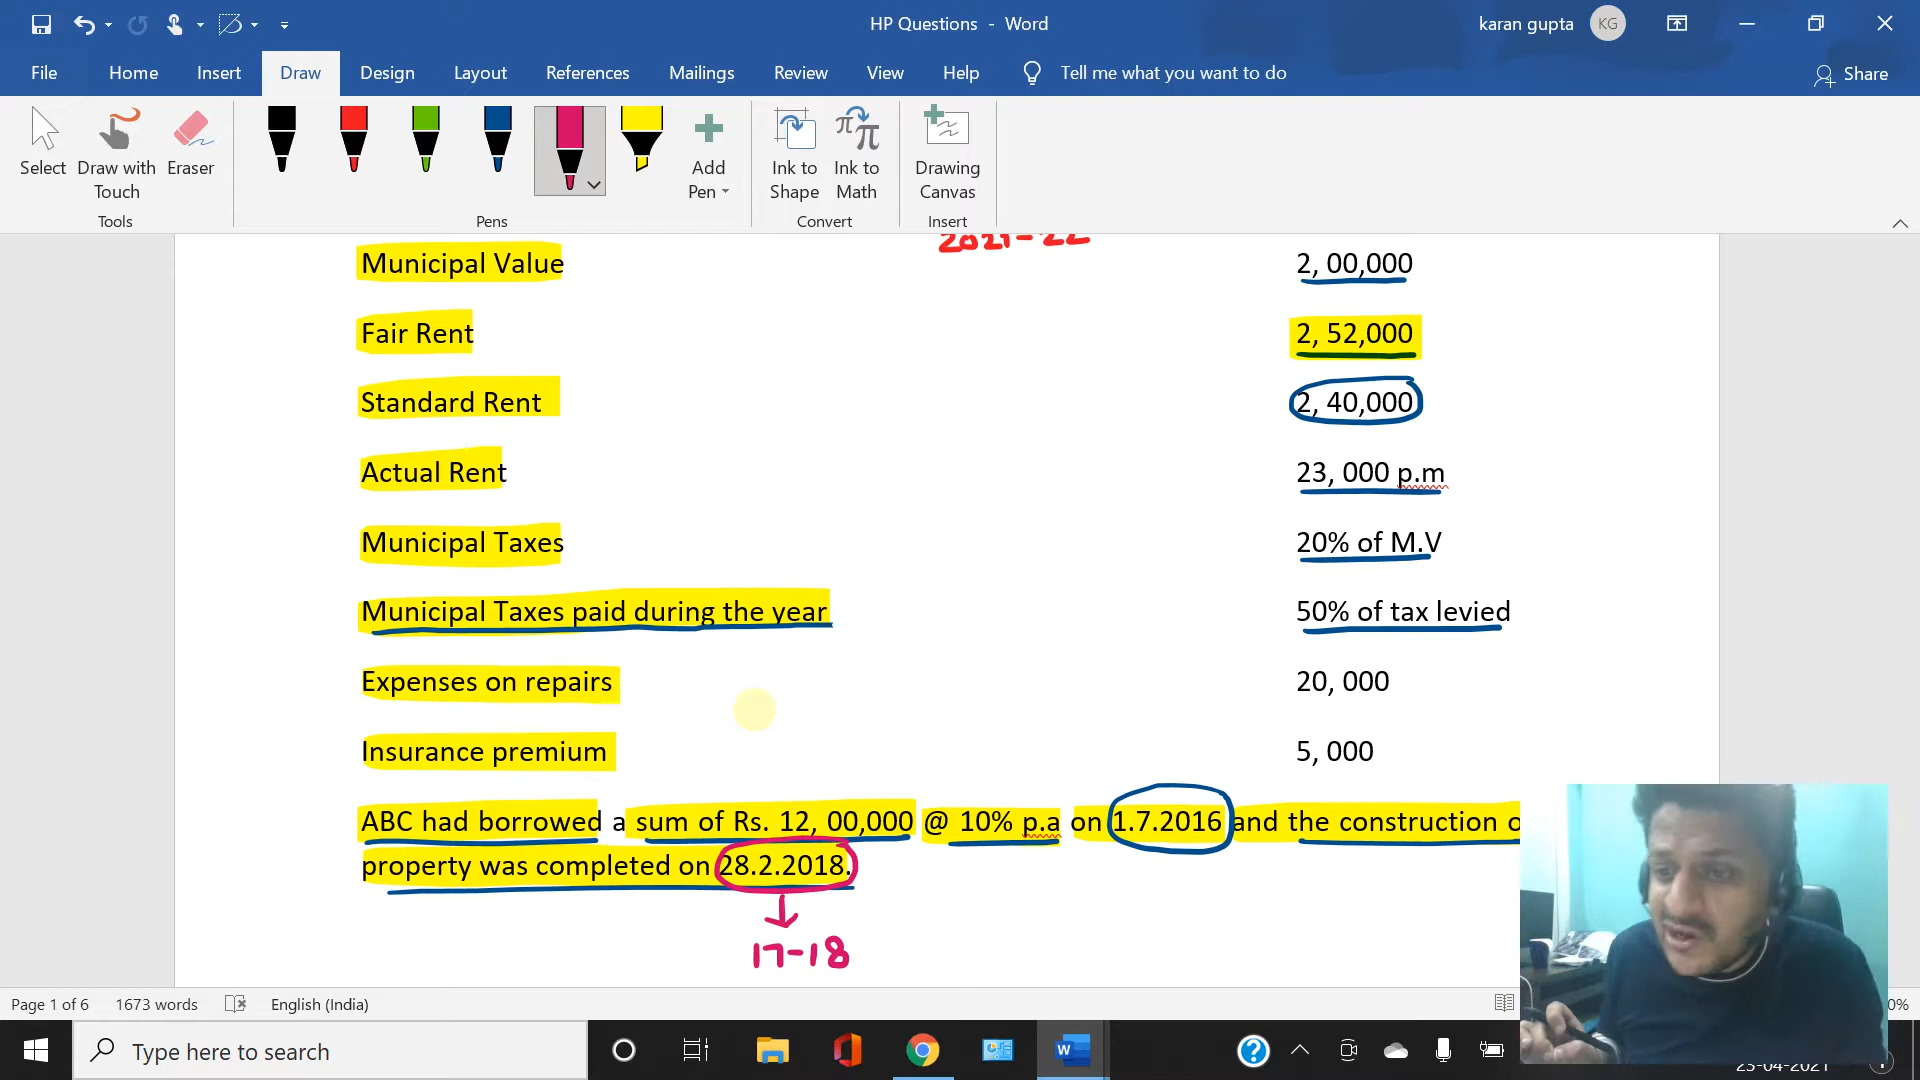 HP Questions - Word
karan gupta KG
File Home Insert Draw Design Layout References Mailings Review View Help Tell me what you want to do Share
Select Draw with Touch Eraser Add Pen Ink to Shape Ink to Math Drawing Canvas
Tools Pens Convert Insert
2021-22
Municipal Value 2, 00,000
Fair Rent 2, 52,000
Standard Rent 2, 40,000
Actual Rent 23, 000 p.m
Municipal Taxes 20% of M.V
Municipal Taxes paid during the year 50% of tax levied
Expenses on repairs 20, 000
Insurance premium 5, 000
ABC had borrowed a sum of Rs. 12, 00,000 @ 10% p.a on 1.7.2016 and the construction
property was completed on 28.2.2018.
17-18
Page 1 of 6 1673 words English (India)
Type here to search
23-04-2021